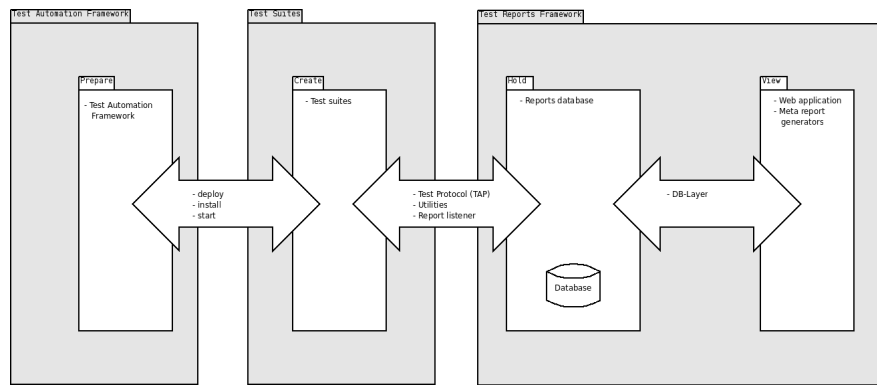 Test Automation Framework
Prepare
- Test Automation
Framework
- deploy
- install
- start
Test Suites
Create
- Test suites
- Test Protocol (TAP)
- Utilities
- Report listener
Test Reports Framework
Hold
- Reports database
Database
- DB-Layer
View
- Web application
- Meta report
generators